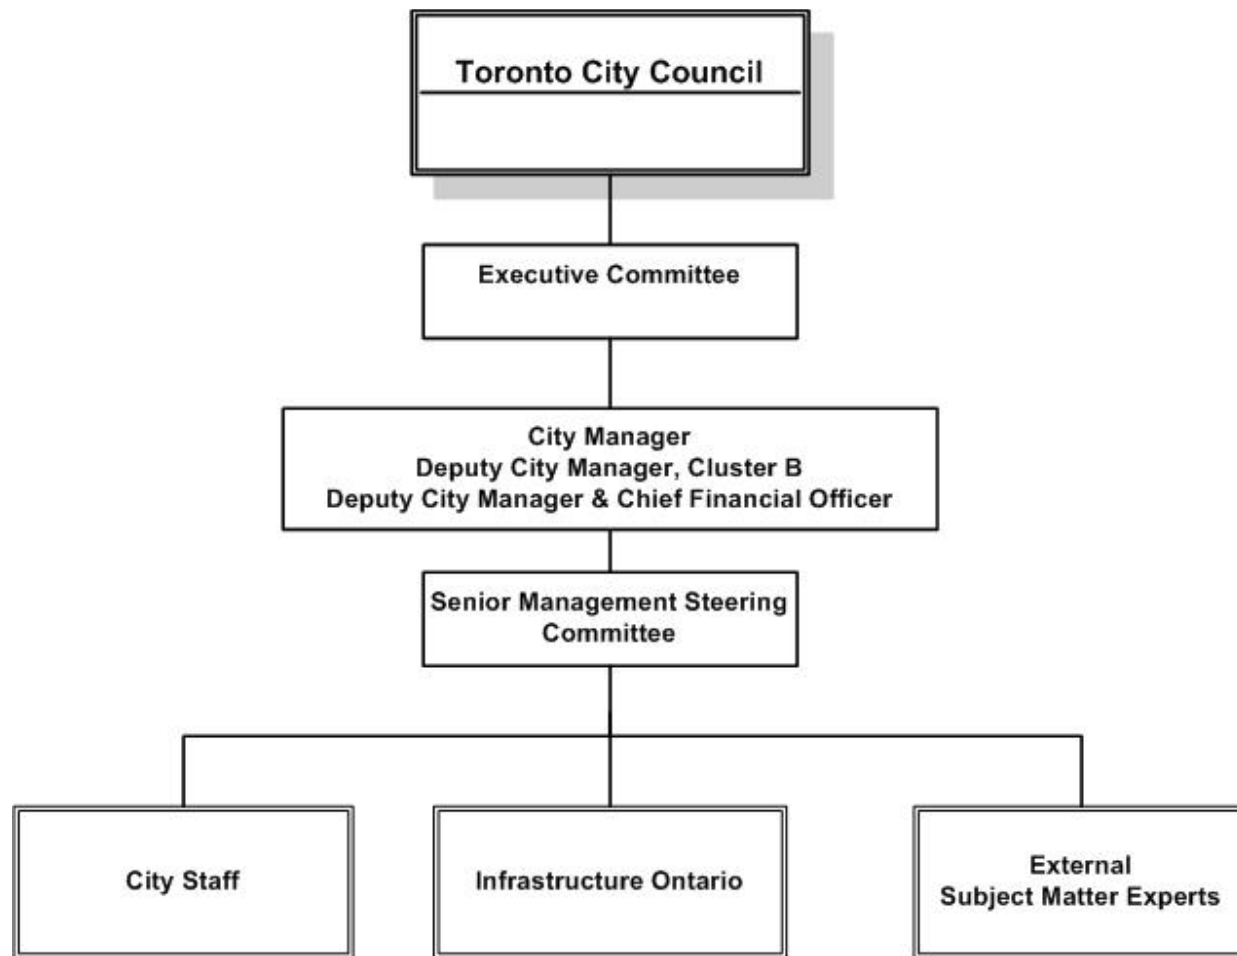 Toronto City Council
Executive Committee
City Manager
Deputy City Manager, Cluster B
Deputy City Manager & Chief Financial Officer
Senior Management Steering
Committee
City Staff
Infrastructure Ontario
External
Subject Matter Experts